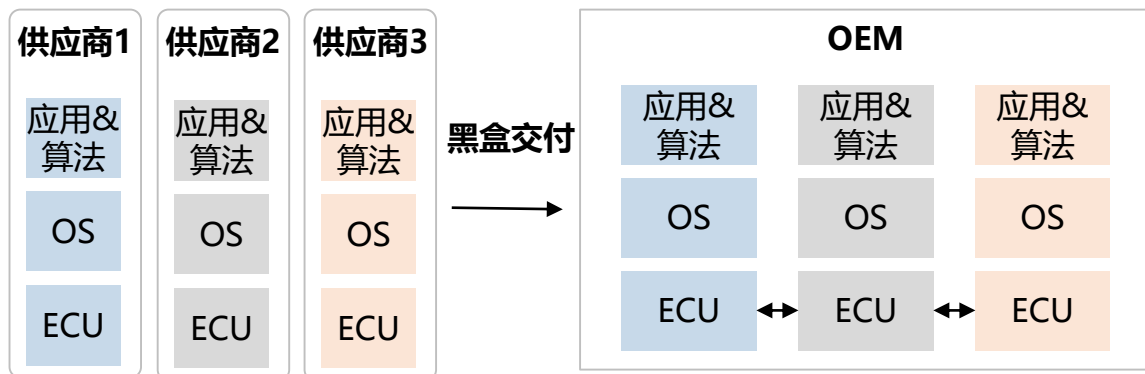 供应商1
应用&
算法
OS
ECU
供应商2
应用&
算法
OS
ECU
供应商3
应用&
算法
OS
ECU
黑盒交付
OEM
应用&
算法
应用&
算法
应用&
算法
OS
OS
OS
ECU
ECU
ECU